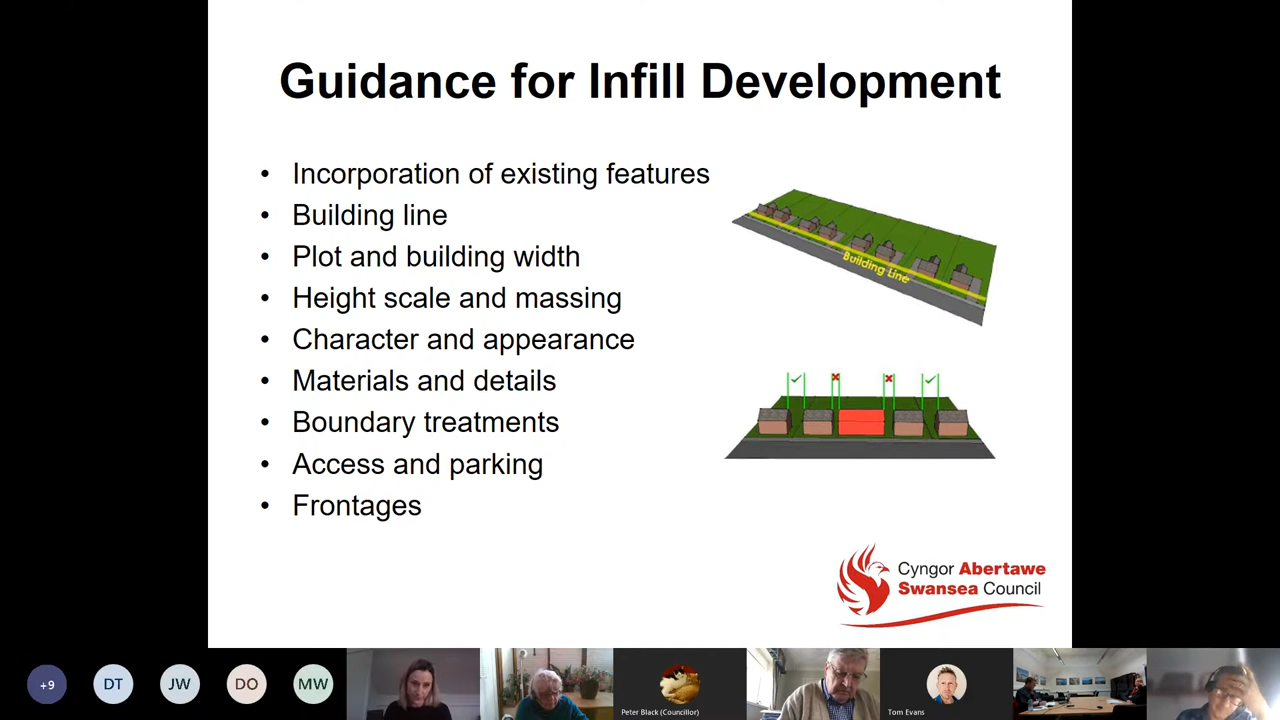 Guidance for Infill Development
• Incorporation of existing features
• Building line
• Plot and building width
• Height scale and massing
• Character and appearance
• Materials and details
• Boundary treatments
• Access and parking
• Frontages
Building Line
Cyngor Abertawe
Swansea Council
+9
DT
JW
DO
MW
Peter Black (Councillor)
Tom Evans